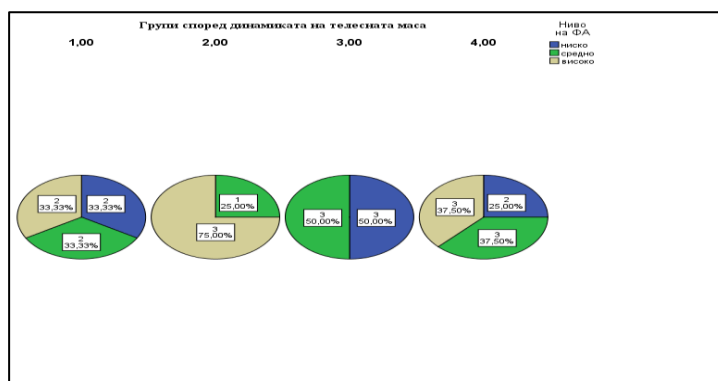 Групи според динамиката на телесната маса
1,00 2,00 3,00 4,00
Ниво
на ФА
ниско
средно
високо
2
33,33%
2
33,33%
2
33,33%
1
25,00%
3
75,00%
3
50,00%
3
50,00%
3
37,50%
2
25,00%
3
37,50%